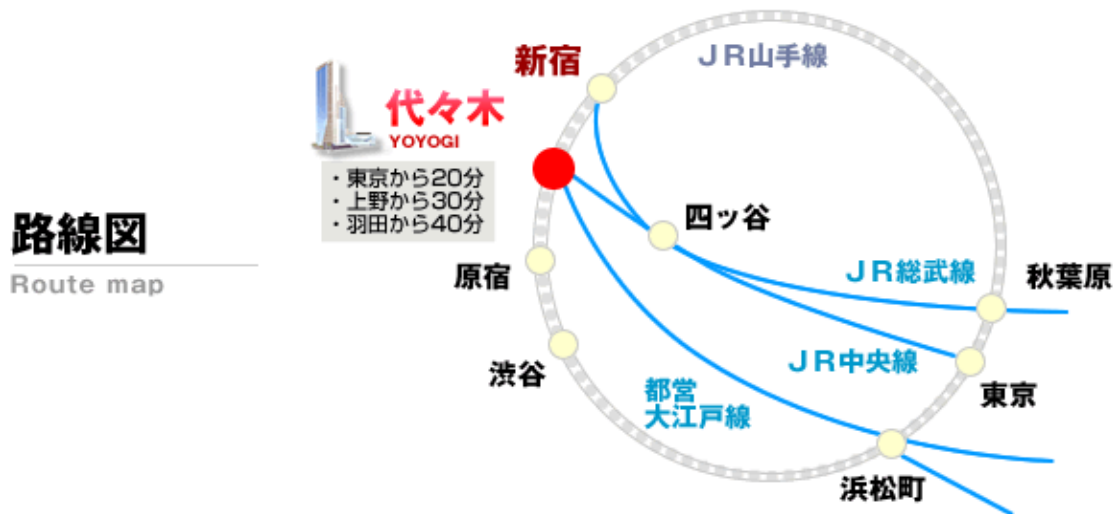 路線図
Route map
新宿
JR山手線
代々木
YOYOGI
・東京から20分
・上野から30分
・羽田から40分
四ッ谷
原宿
JR総武線
秋葉原
渋谷
JR中央線
都営
大江戸線
東京
浜松町